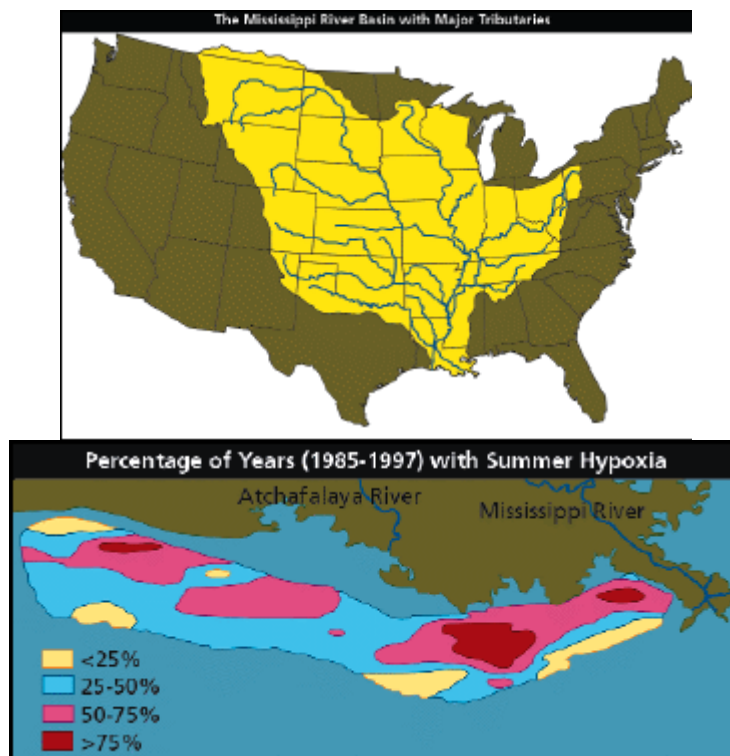 The Mississippi River Basin with Major Tributaries
Percentage of Years (1985-1997) with Summer Hypoxia
Atchafalaya River
Mississippi River
<25%
25-50%
50-75%
>75%